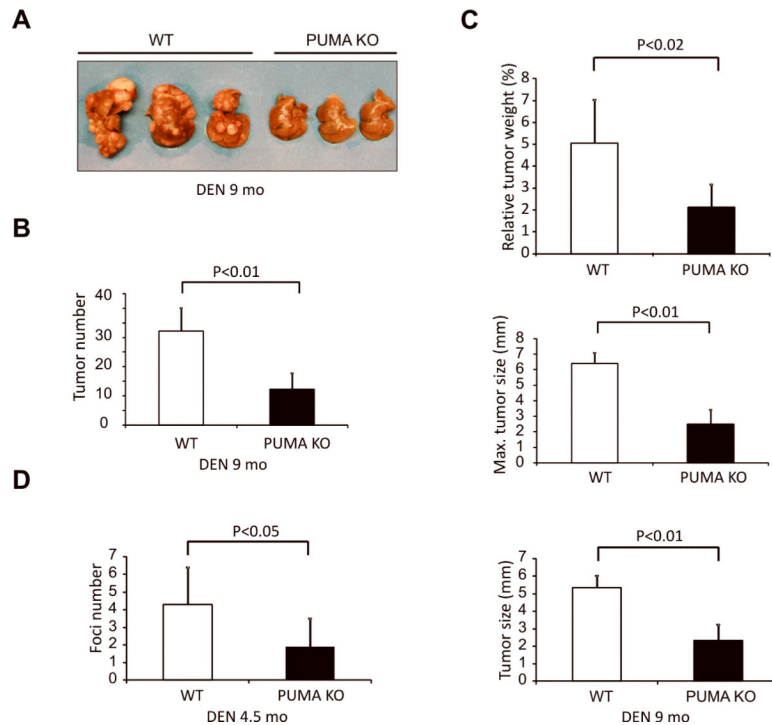 A
WT PUMA KO
DEN 9 mo
B
P<0.01
Tumor number
40
30
20
10
0
WT PUMA KO
DEN 9 mo
C
P<0.02
Relative tumor weight (%)
8
7
6
5
4
3
2
1
0
WT PUMA KO
P<0.01
Max. tumor size (mm)
8
7
6
5
4
3
2
1
0
WT PUMA KO
P<0.01
Tumor size (mm)
7
6
5
4
3
2
1
0
WT PUMA KO
DEN 9 mo
D
P<0.05
Foci number
7
6
5
4
3
2
1
0
WT PUMA KO
DEN 4.5 mo